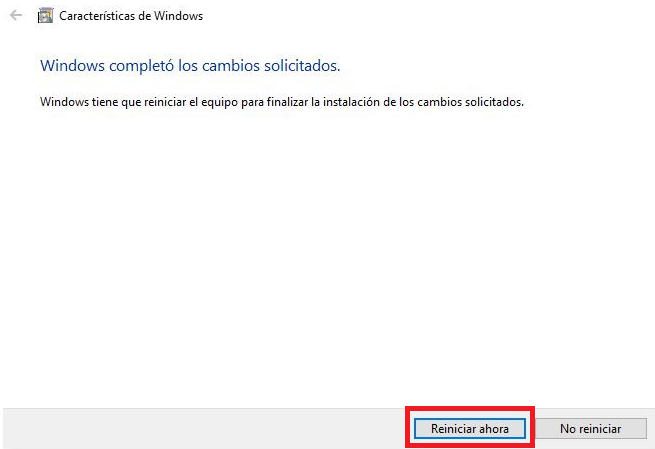 Características de Windows
Windows completó los cambios solicitados.
Windows tiene que reiniciar el equipo para finalizar la instalación de los cambios solicitados.
Reiniciar ahora
No reiniciar